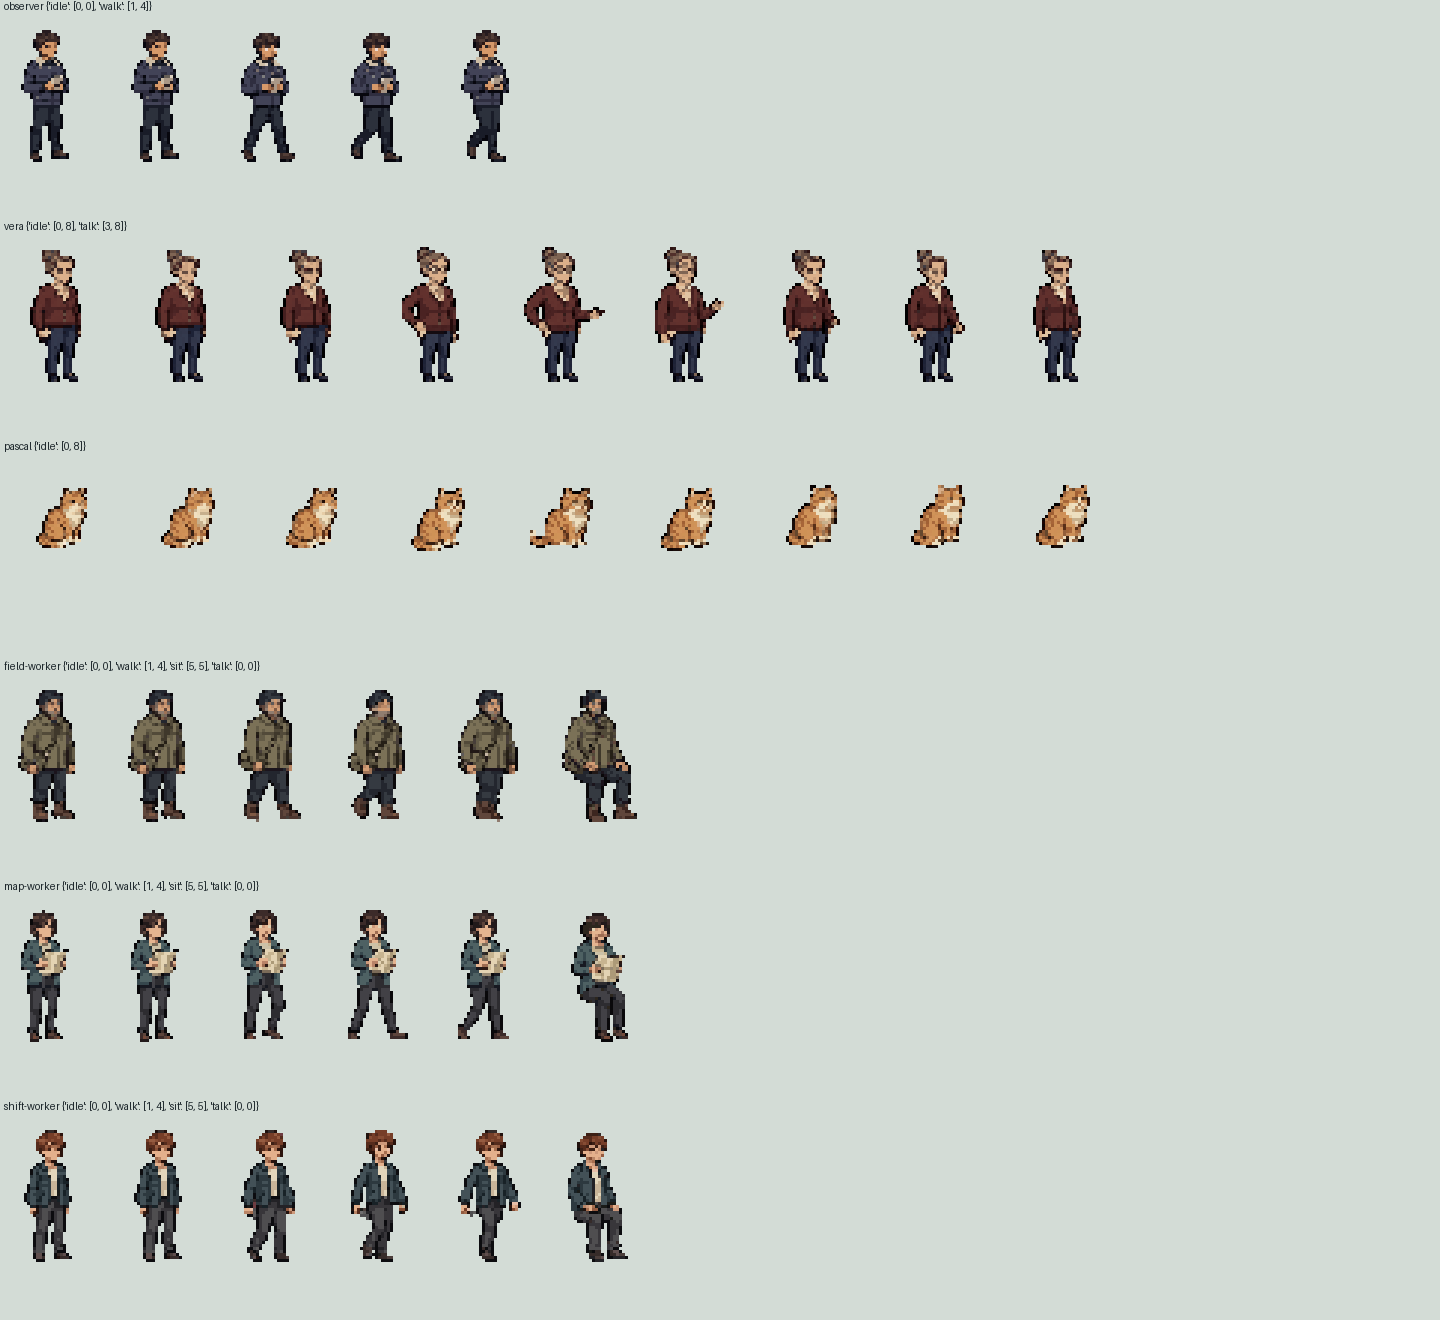 observer {'idle': [0, 0], 'walk': [1, 4]}
vera {'idle': [0, 8], 'talk': [3, 8]}
pascal {'idle': [0, 8]}
field-worker {'idle': [0, 0], 'walk': [1, 4], 'sit': [5, 5], 'talk': [0, 0]}
map-worker {'idle': [0, 0], 'walk': [1, 4], 'sit': [5, 5], 'talk': [0, 0]}
shift-worker {'idle': [0, 0], 'walk': [1, 4], 'sit': [5, 5], 'talk': [0, 0]}